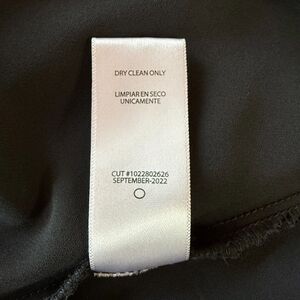 DRY CLEAN ONLY
LIMPIAR EN SECO
UNICAMENTE
CUT #1022802626
SEPTEMBER-2022